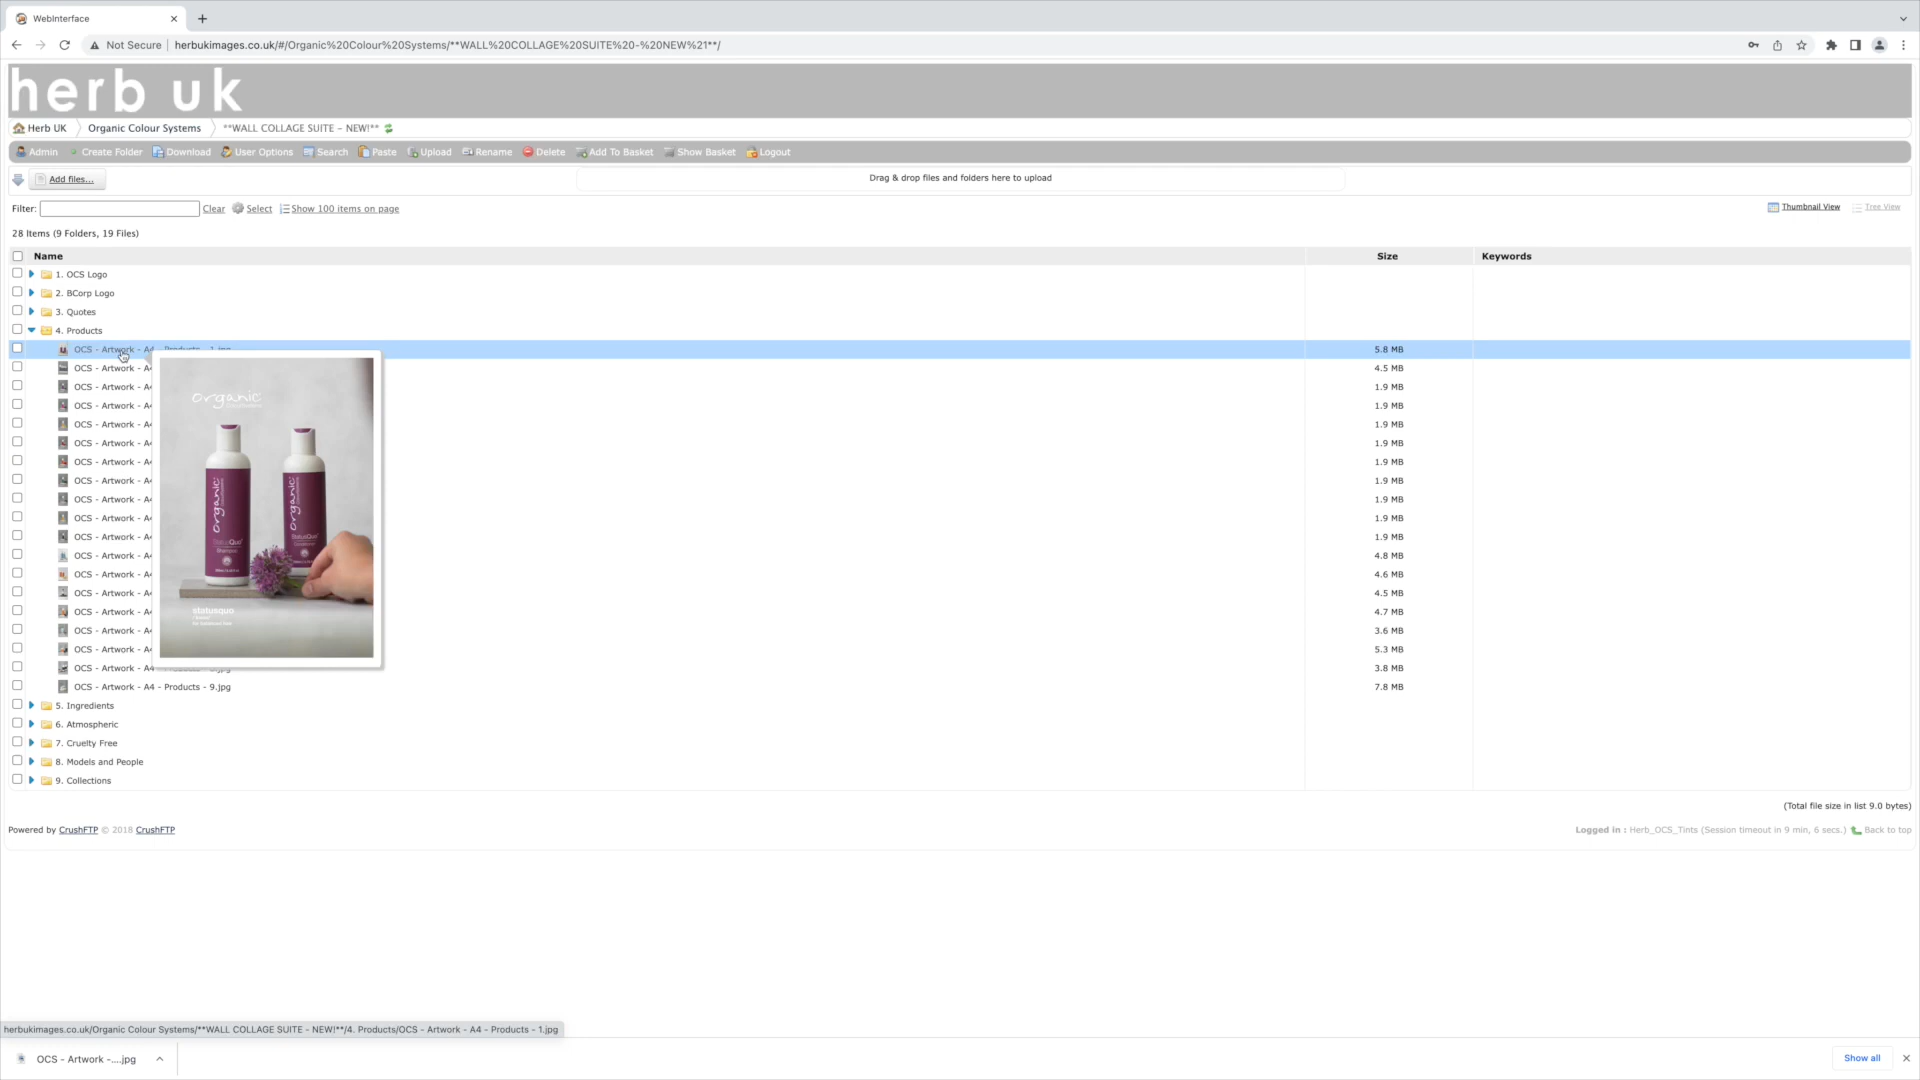 WebInterface
Not Secure herbukimages.co.uk/#/Organic%20Colour%20Systems/**WALL%20COLLAGE%20SUITE%20-%20NEW%21**/
herb uk
Herb UK Organic Colour Systems **WALL COLLAGE SUITE - NEW!**
Admin Create Folder Download User Options Search Paste Upload Rename Delete Add To Basket Show Basket Logout
Add files... Drag & drop files and folders here to upload
Filter: Clear Select Show 100 items on page Thumbnail View Tree View
28 Items (9 Folders, 19 Files)
Name Size Keywords
1. OCS Logo
2. BCorp Logo
3. Quotes
4. Products
OCS - Artwork - A4 - Products - 1.jpg 5.8 MB
OCS - Artwork - A4 4.5 MB
OCS - Artwork - A4 1.9 MB
OCS - Artwork - A4 1.9 MB
OCS - Artwork - A4 1.9 MB
OCS - Artwork - A4 1.9 MB
OCS - Artwork - A4 1.9 MB
OCS - Artwork - A4 1.9 MB
OCS - Artwork - A4 1.9 MB
OCS - Artwork - A4 1.9 MB
OCS - Artwork - A4 1.9 MB
OCS - Artwork - A4 4.8 MB
OCS - Artwork - A4 4.6 MB
OCS - Artwork - A4 4.5 MB
OCS - Artwork - A4 4.7 MB
OCS - Artwork - A4 3.6 MB
OCS - Artwork - A4 5.3 MB
OCS - Artwork - A4 3.8 MB
OCS - Artwork - A4 - Products - 9.jpg 7.8 MB
organic
organic
StatusQuo
Shampoo
organic
StatusQuo
statusquo
5. Ingredients
6. Atmospheric
7. Cruelty Free
8. Models and People
9. Collections
(Total file size in list 9.0 bytes)
Powered by CrushFTP © 2018 CrushFTP Logged in : Herb_OCS_Tints (Session timeout in 9 min, 6 secs.) Back to top
herbukimages.co.uk/Organic Colour Systems/**WALL COLLAGE SUITE - NEW!**/4. Products/OCS - Artwork - A4 - Products - 1.jpg
OCS - Artwork -....jpg Show all